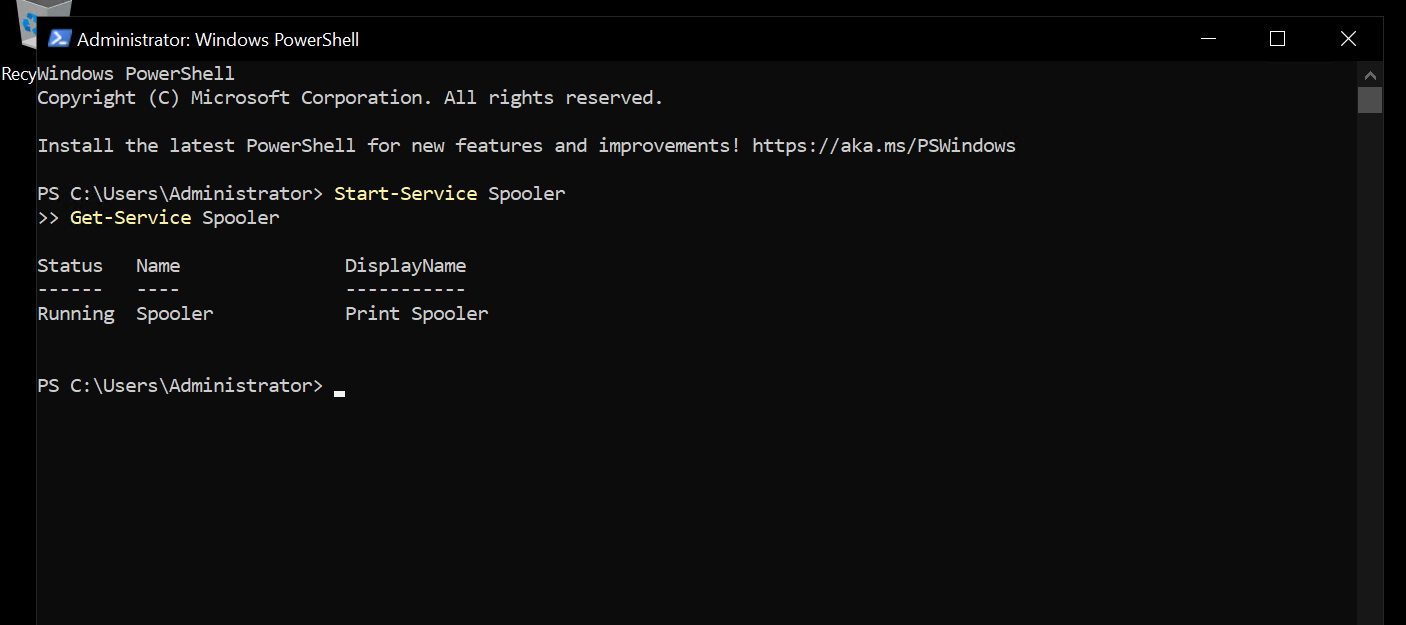 Administrator: Windows PowerShell
Recy
Windows PowerShell
Copyright (C) Microsoft Corporation. All rights reserved.
Install the latest PowerShell for new features and improvements! https://aka.ms/PSWindows
PS C:\Users\Administrator> Start-Service Spooler
>> Get-Service Spooler
Status   Name               DisplayName
------   ----               -----------
Running  Spooler            Print Spooler
PS C:\Users\Administrator>